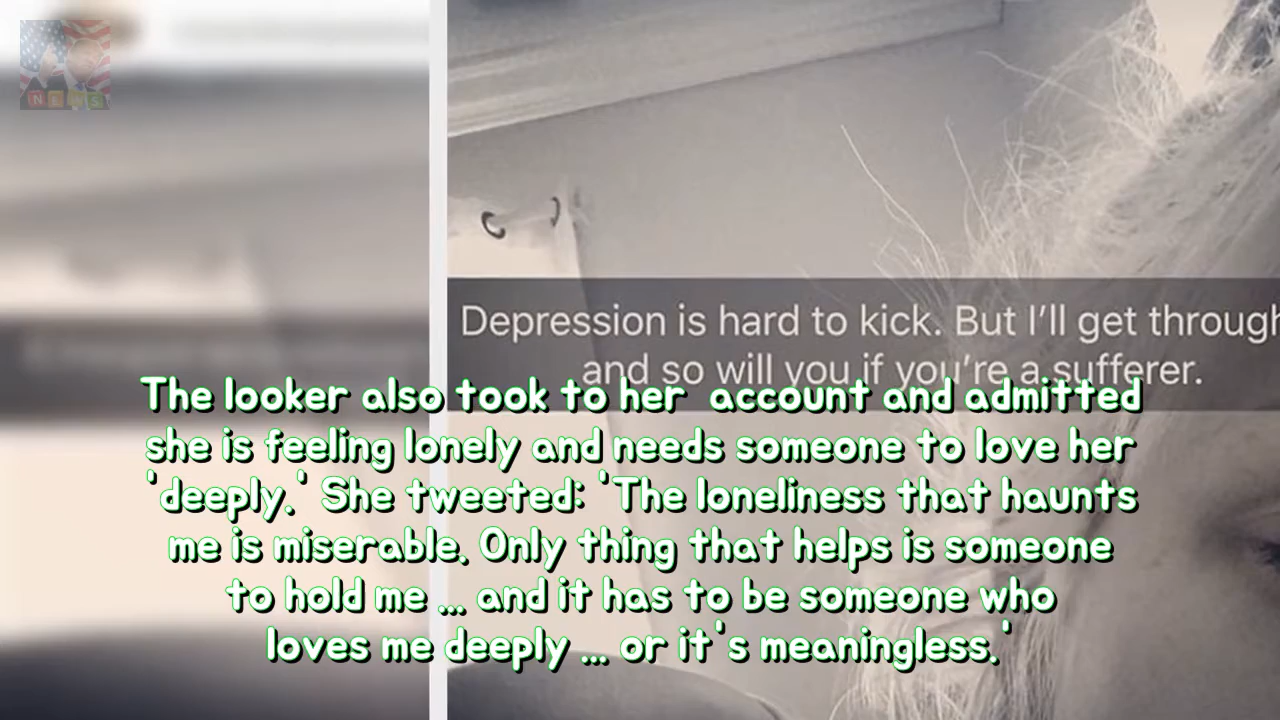 NEWS
Depression is hard to kick. But I'll get through
and so will you if you're a sufferer.
The looker also took to her account and admitted
she is feeling lonely and needs someone to love her
'deeply.' She tweeted: 'The loneliness that haunts
me is miserable. Only thing that helps is someone
to hold me ... and it has to be someone who
loves me deeply ... or it's meaningless.'